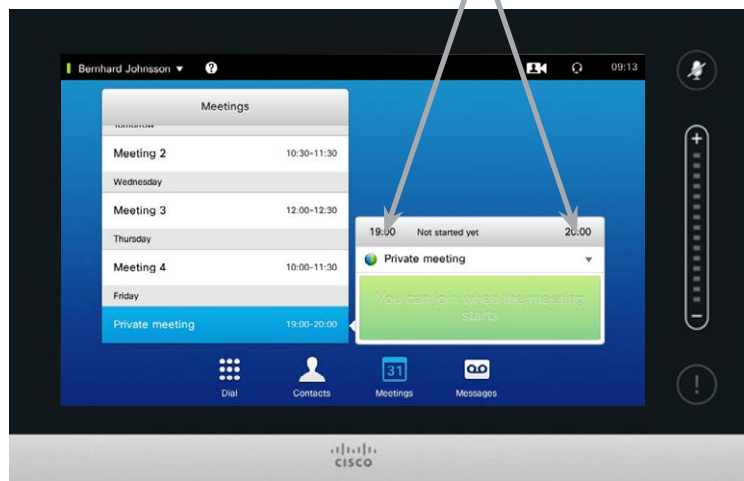 Bernhard Johnsson ▼ ? 09:13
Meetings
Tomorrow
Meeting 2 10:30-11:30
Wednesday
Meeting 3 12:00-12:30
Thursday
Meeting 4 10:00-11:30
Friday
Private meeting 19:00-20:00
19:00 Not started yet 20:00
Private meeting
You can join when the meeting
starts
+
−
!
31
Dial Contacts Meetings Messages
CISCO